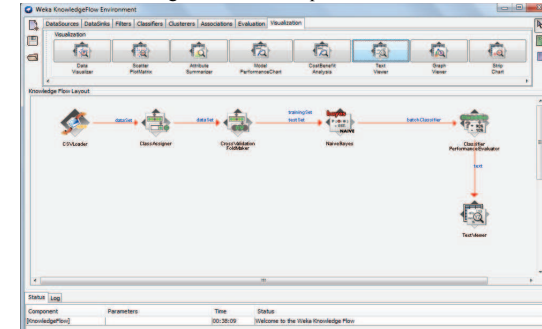 Weka KnowledgeFlow Environment
DataSources DataSinks Filters Classifiers Clusterers Associations Evaluation Visualization
Visualization
Data Visualizer
Scatter PlotMatrix
Attribute Summarizer
Model PerformanceChart
CostBenefit Analysis
Text Viewer
Graph Viewer
Strip Chart
Knowledge Flow Layout
dataSet
dataSet
trainingSet
testSet
batchClassifier
CSVLoader
ClassAssigner
CrossValidation FoldMaker
NaiveBayes
Classifier PerformanceEvaluator
text
TextViewer
Status Log
Component Parameters Time Status
[KnowledgeFlow] 00:38:09 Welcome to the Weka Knowledge Flow